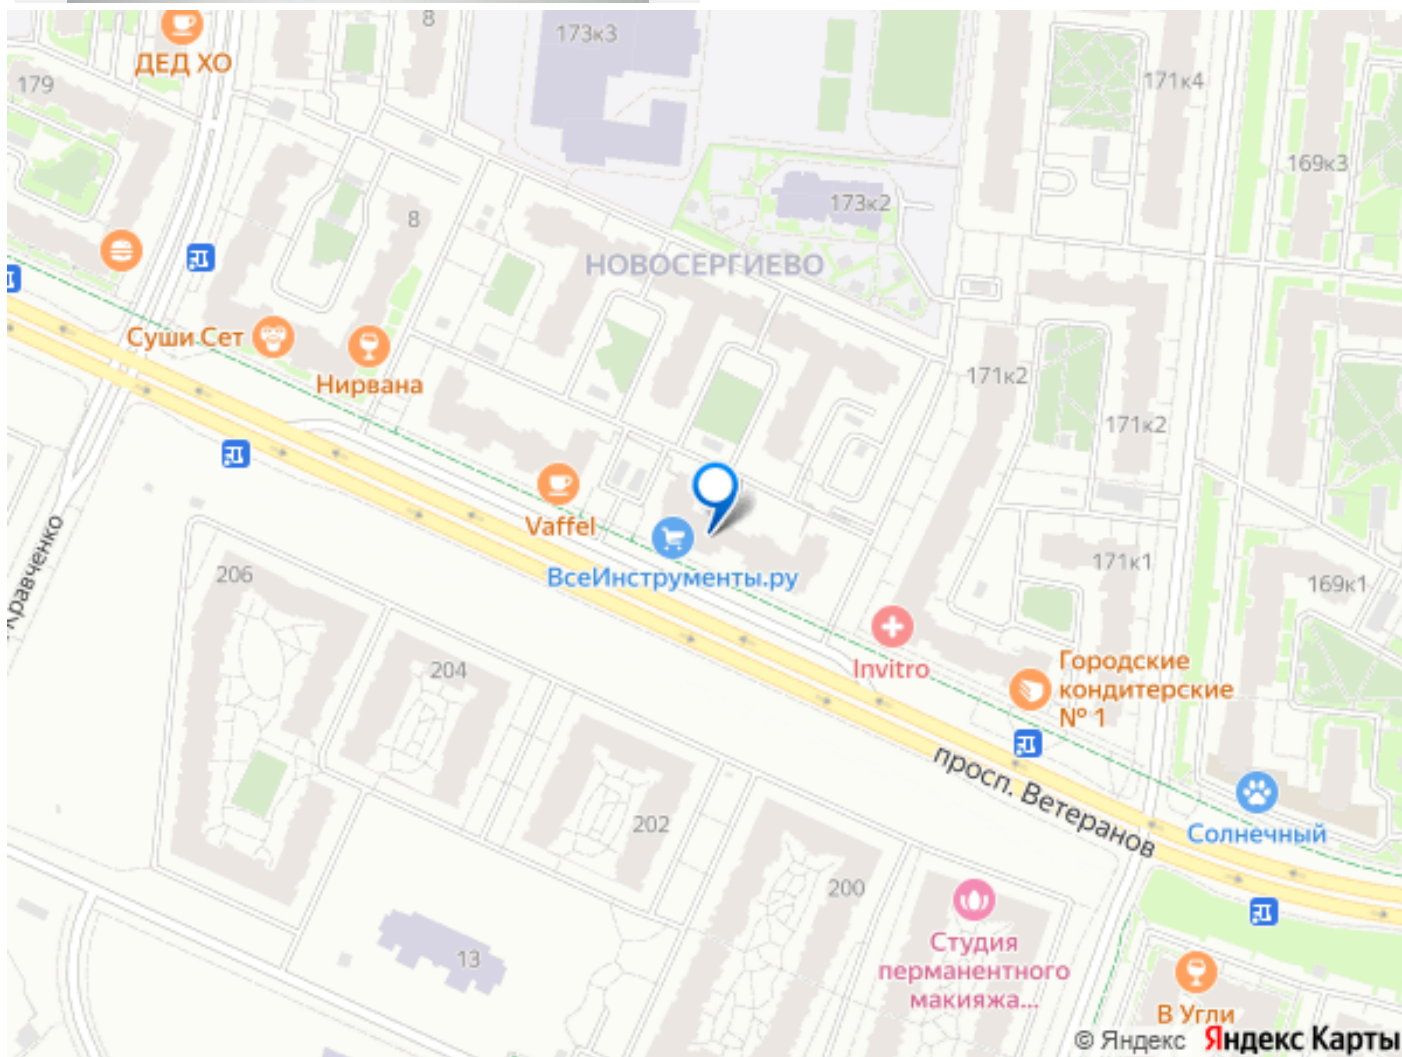 8
173к3
ДЕД ХО
179
171к4
169к3
173к2
8
НОВОСЕРГИЕВО
Суши Сет
Нирвана
171к2
171к2
Vaffel
ВсеИнструменты.ру
Кравченко
206
171к1
169к1
204
Invitro
Городские
кондитерские
№ 1
просп. Ветеранов
202
Солнечный
200
Студия
перманентного
макияжа...
13
В Угли
© Яндекс Яндекс Карты